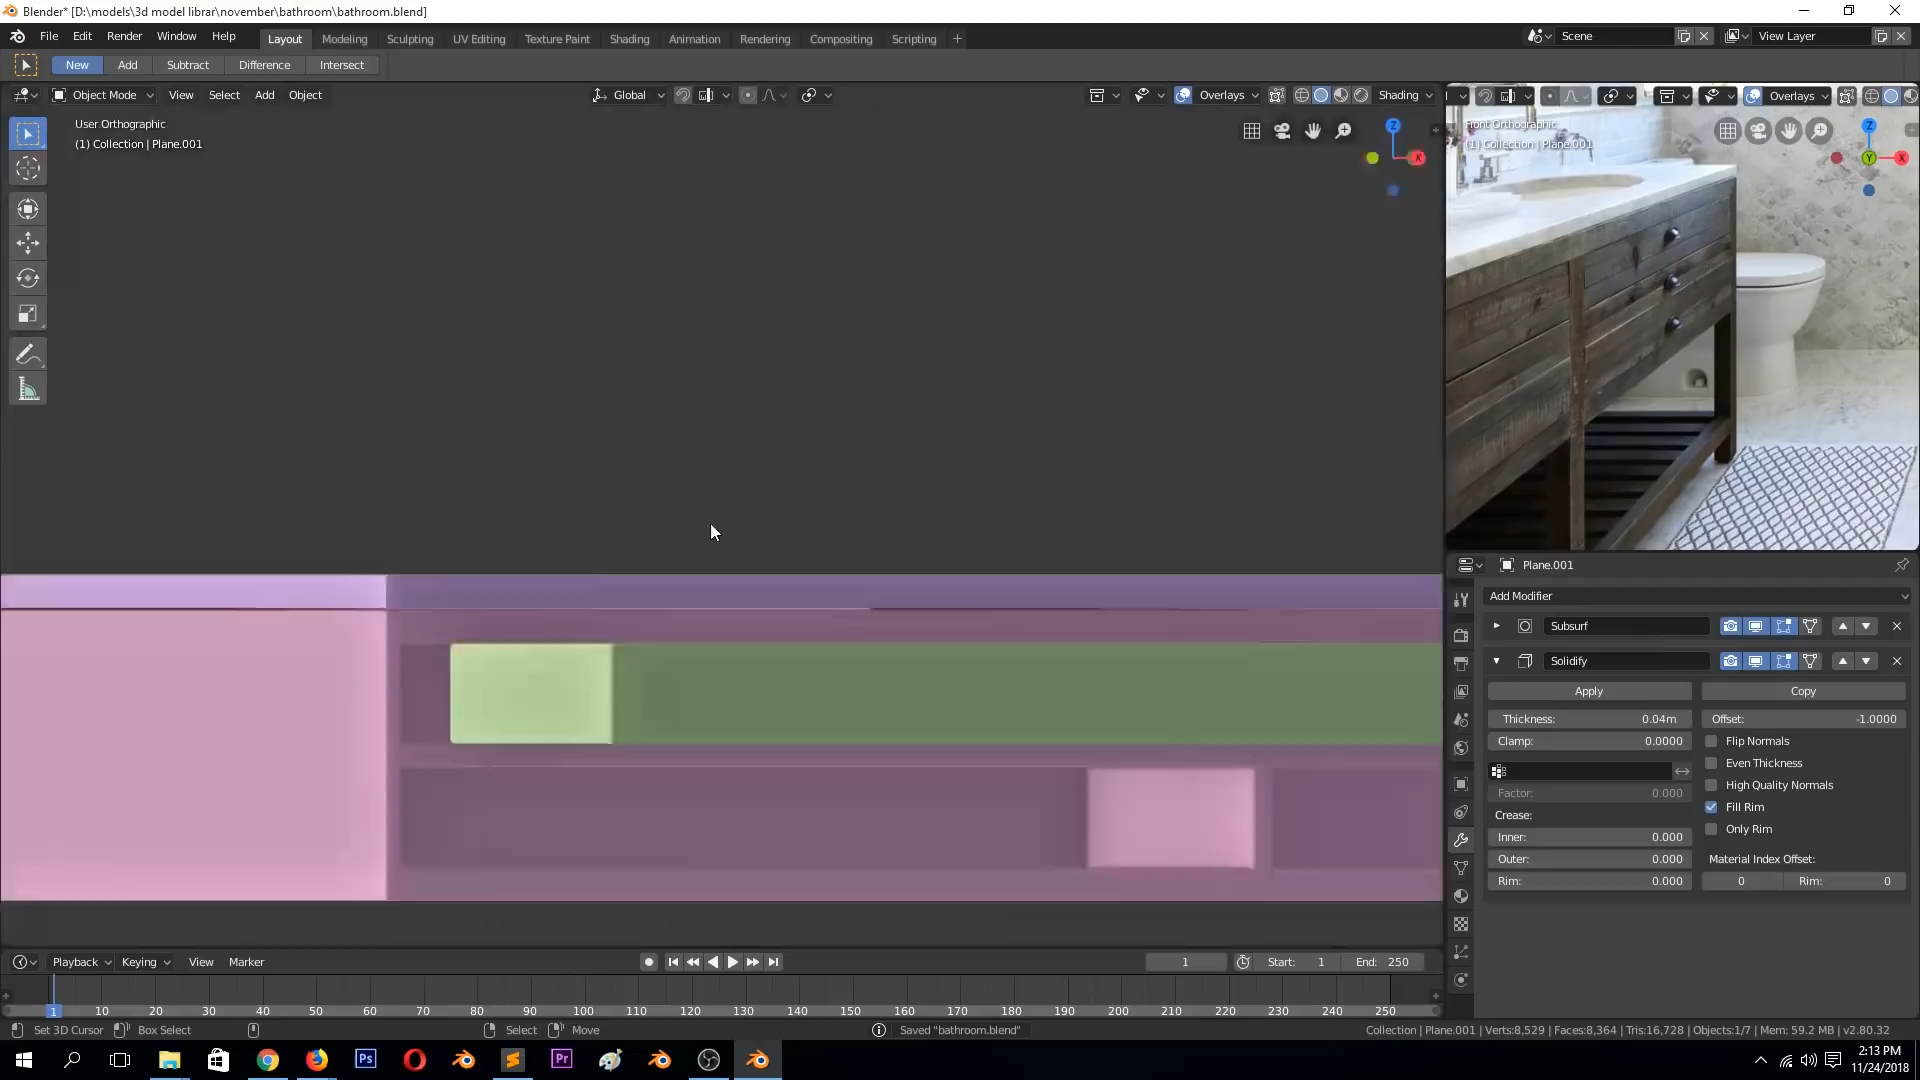 Blender* [D:\models\3d model librar\november\bathroom\bathroom.blend]
File Edit Render Window Help Layout Modeling Sculpting UV Editing Texture Paint Shading Animation Rendering Compositing Scripting + Scene View Layer
New Add Subtract Difference Intersect
Object Mode View Select Add Object Global Overlays Shading Overlays
User Orthographic
(1) Collection | Plane.001
Z
X
Front Orthographic
(1) Collection | Plane.001
Z
Y
X
Plane.001
Add Modifier
Subsurf
Solidify
Apply Copy
Thickness: 0.04m Offset: -1.0000
Clamp: 0.0000 Flip Normals
Even Thickness
Factor: 0.000 High Quality Normals
Crease: Fill Rim
Inner: 0.000 Only Rim
Outer: 0.000 Material Index Offset:
Rim: 0.000 0 Rim: 0
Playback Keying View Marker 1 Start: 1 End: 250
1 10 20 30 40 50 60 70 80 90 100 110 120 130 140 150 160 170 180 190 200 210 220 230 240 250
Set 3D Cursor Box Select Select Move Saved "bathroom.blend" Collection | Plane.001 | Verts:8,529 | Faces:8,364 | Tris:16,728 | Objects:1/7 | Mem: 59.2 MB | v2.80.32
Ps Pr
2:13 PM
11/24/2018